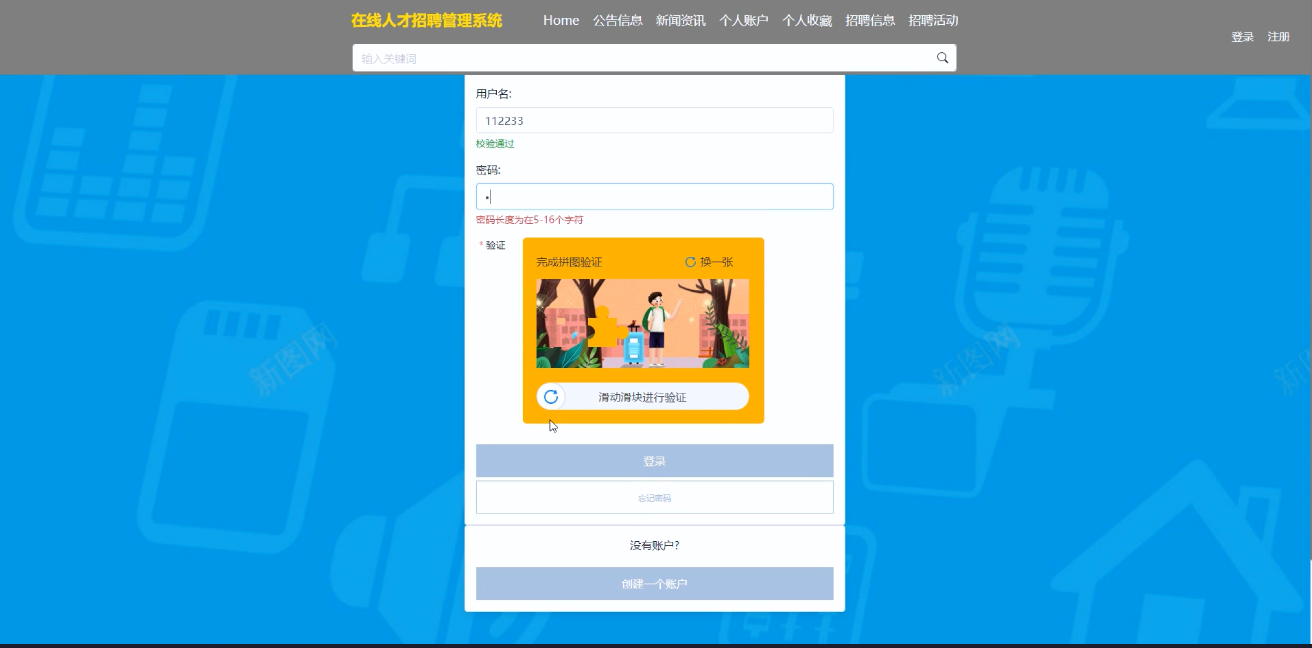 在线人才招聘管理系统 Home 公告信息 新闻资讯 个人账户 个人收藏 招聘信息 招聘活动
登录 注册
输入关键词
用户名:
112233
校验通过
密码:
密码长度为在5-16个字符
* 验证
完成拼图验证 换一张
滑动滑块进行验证
登录
忘记密码
没有账户?
创建一个账户
新图网
新图网
新